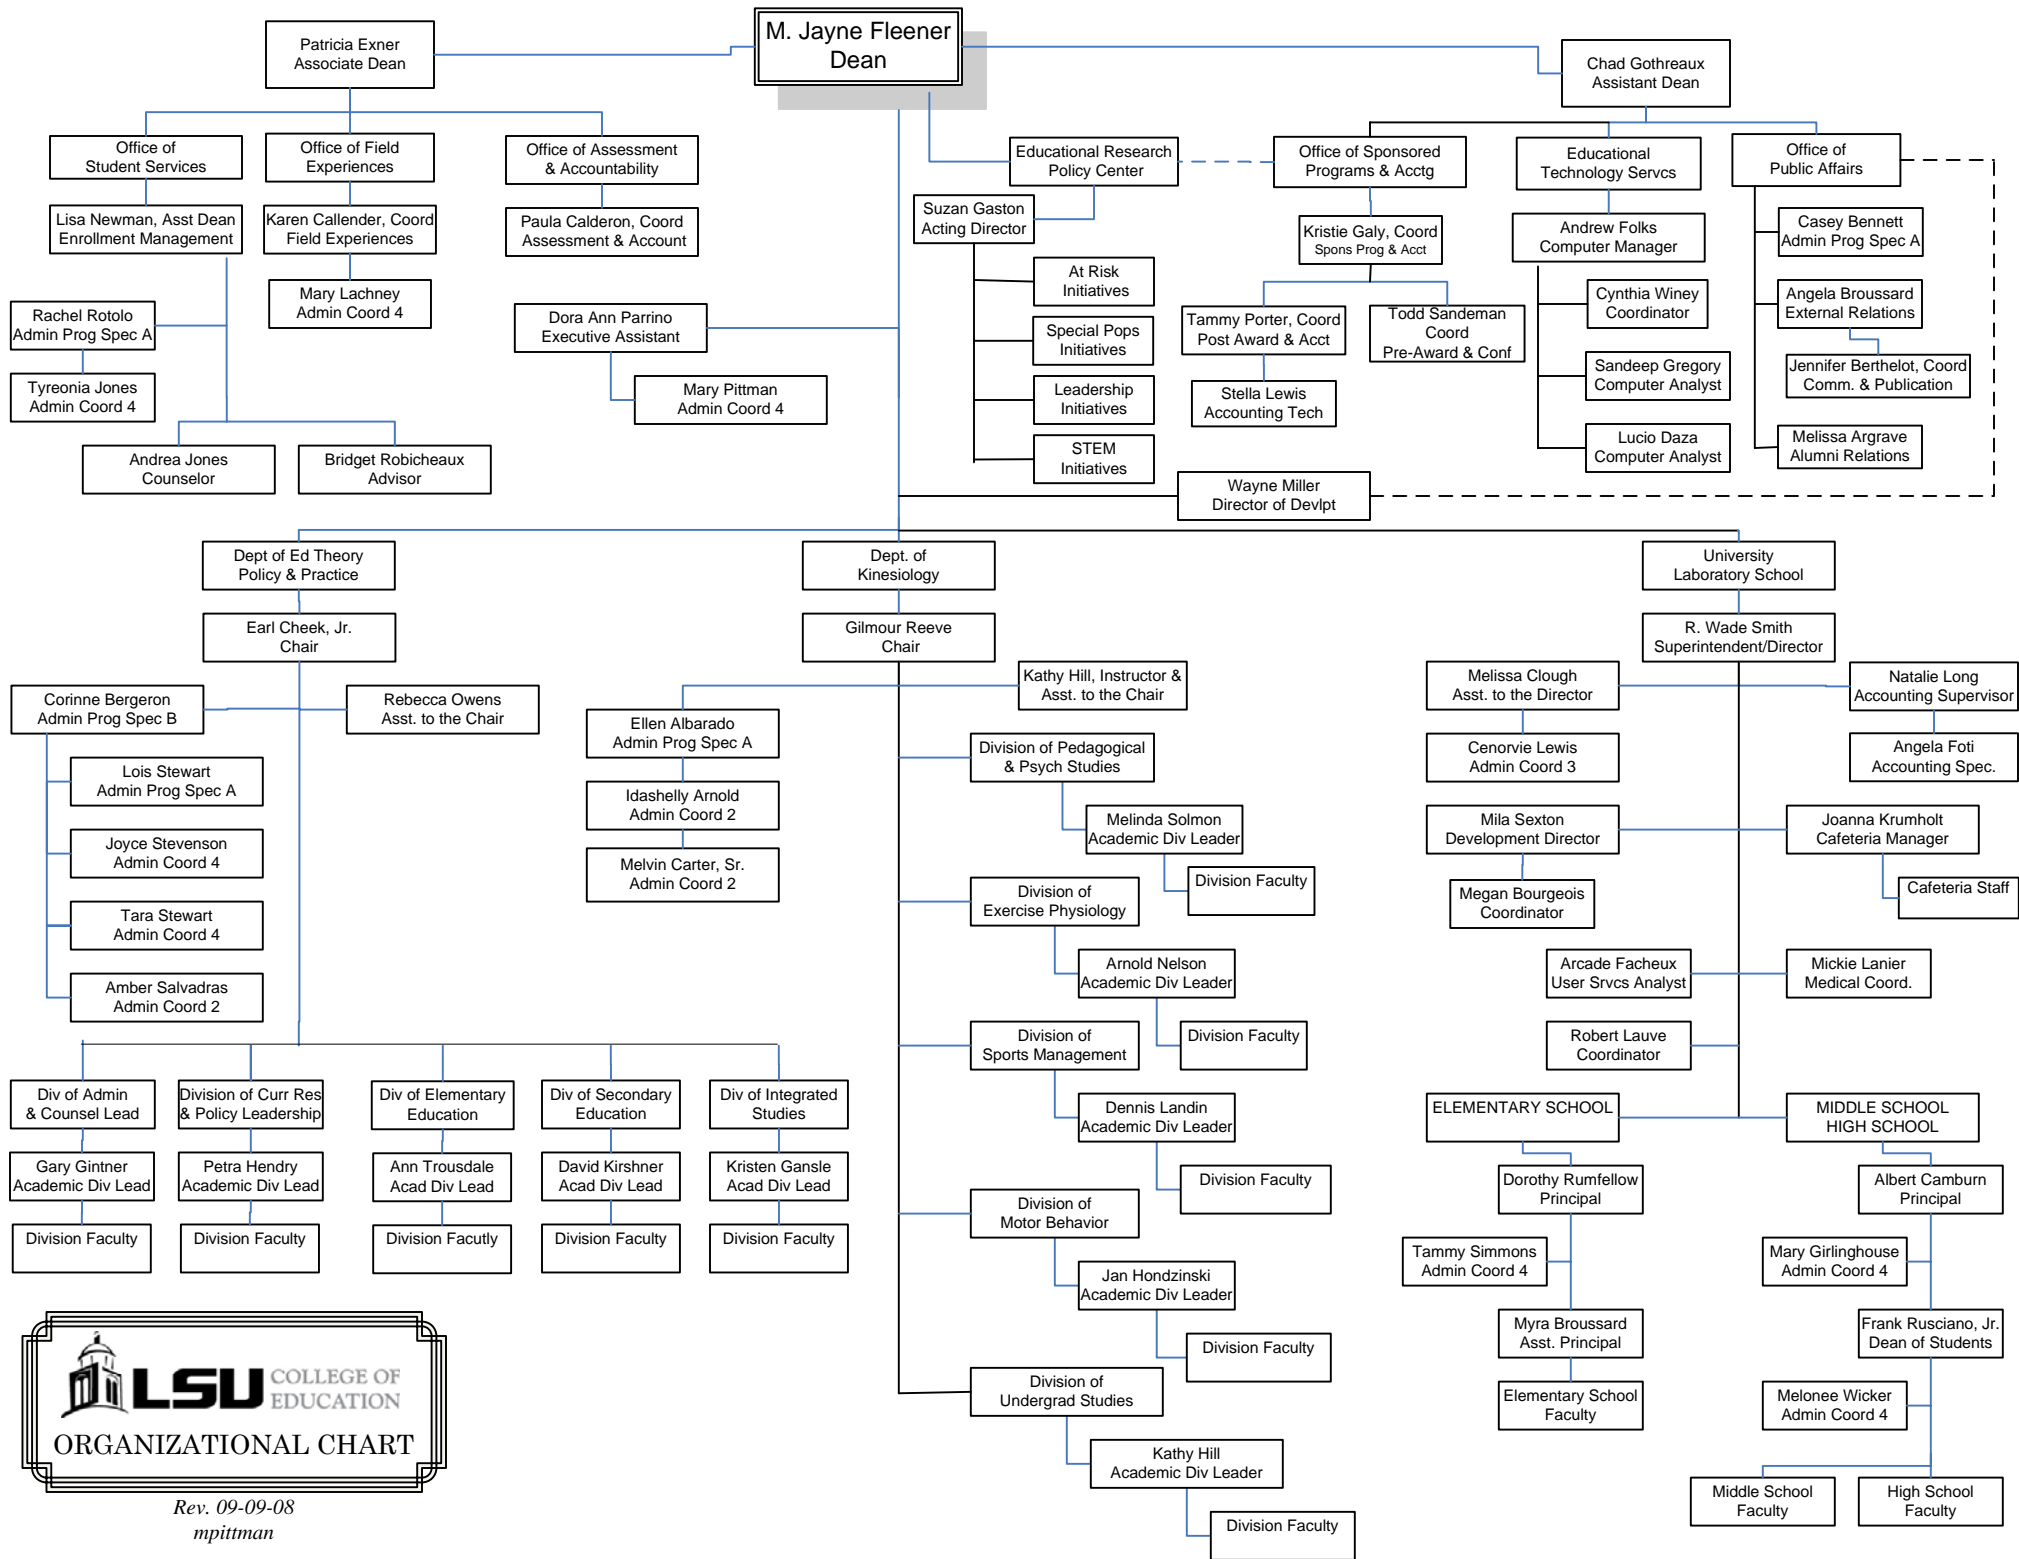 M. Jayne Fleener
Dean
Patricia Exner
Associate Dean
Chad Gothreaux
Assistant Dean
Office of
Student Services
Office of Field
Experiences
Office of Assessment
& Accountability
Educational Research
Policy Center
Office of Sponsored
Programs & Acctg
Educational
Technology Servcs
Office of
Public Affairs
Lisa Newman, Asst Dean
Enrollment Management
Karen Callender, Coord
Field Experiences
Paula Calderon, Coord
Assessment & Account
Suzan Gaston
Acting Director
Kristie Galy, Coord
Spons Prog & Acct
Andrew Folks
Computer Manager
Casey Bennett
Admin Prog Spec A
Mary Lachney
Admin Coord 4
At Risk
Initiatives
Cynthia Winey
Coordinator
Angela Broussard
External Relations
Rachel Rotolo
Admin Prog Spec A
Dora Ann Parrino
Executive Assistant
Special Pops
Initiatives
Tammy Porter, Coord
Post Award & Acct
Todd Sandeman
Coord
Pre-Award & Conf
Sandeep Gregory
Computer Analyst
Jennifer Berthelot, Coord
Comm. & Publication
Tyreonia Jones
Admin Coord 4
Mary Pittman
Admin Coord 4
Leadership
Initiatives
Stella Lewis
Accounting Tech
Andrea Jones
Counselor
Bridget Robicheaux
Advisor
STEM
Initiatives
Lucio Daza
Computer Analyst
Melissa Argrave
Alumni Relations
Wayne Miller
Director of Devlpt
Dept of Ed Theory
Policy & Practice
Dept. of
Kinesiology
University
Laboratory School
Earl Cheek, Jr.
Chair
Gilmour Reeve
Chair
R. Wade Smith
Superintendent/Director
Corinne Bergeron
Admin Prog Spec B
Rebecca Owens
Asst. to the Chair
Lois Stewart
Admin Prog Spec A
Joyce Stevenson
Admin Coord 4
Tara Stewart
Admin Coord 4
Amber Salvadras
Admin Coord 2
Kathy Hill, Instructor &
Asst. to the Chair
Ellen Albarado
Admin Prog Spec A
Idashelly Arnold
Admin Coord 2
Melvin Carter, Sr.
Admin Coord 2
Division of Pedagogical
& Psych Studies
Melinda Solmon
Academic Div Leader
Division Faculty
Division of
Exercise Physiology
Arnold Nelson
Academic Div Leader
Division Faculty
Division of
Sports Management
Dennis Landin
Academic Div Leader
Division Faculty
Division of
Motor Behavior
Jan Hondzinski
Academic Div Leader
Division Faculty
Division of
Undergrad Studies
Kathy Hill
Academic Div Leader
Division Faculty
Melissa Clough
Asst. to the Director
Natalie Long
Accounting Supervisor
Cenorvie Lewis
Admin Coord 3
Angela Foti
Accounting Spec.
Mila Sexton
Development Director
Joanna Krumholt
Cafeteria Manager
Megan Bourgeois
Coordinator
Cafeteria Staff
Arcade Facheux
User Srvcs Analyst
Mickie Lanier
Medical Coord.
Robert Lauve
Coordinator
ELEMENTARY SCHOOL
MIDDLE SCHOOL
HIGH SCHOOL
Dorothy Rumfellow
Principal
Albert Camburn
Principal
Tammy Simmons
Admin Coord 4
Mary Girlinghouse
Admin Coord 4
Myra Broussard
Asst. Principal
Frank Rusciano, Jr.
Dean of Students
Elementary School
Faculty
Melonee Wicker
Admin Coord 4
Middle School
Faculty
High School
Faculty
Div of Admin
& Counsel Lead
Division of Curr Res
& Policy Leadership
Div of Elementary
Education
Div of Secondary
Education
Div of Integrated
Studies
Gary Gintner
Academic Div Lead
Petra Hendry
Academic Div Lead
Ann Trousdale
Acad Div Lead
David Kirshner
Acad Div Lead
Kristen Gansle
Acad Div Lead
Division Faculty
Division Faculty
Division Facutly
Division Faculty
Division Faculty
LSU COLLEGE OF
EDUCATION
ORGANIZATIONAL CHART
Rev. 09-09-08
mpittman